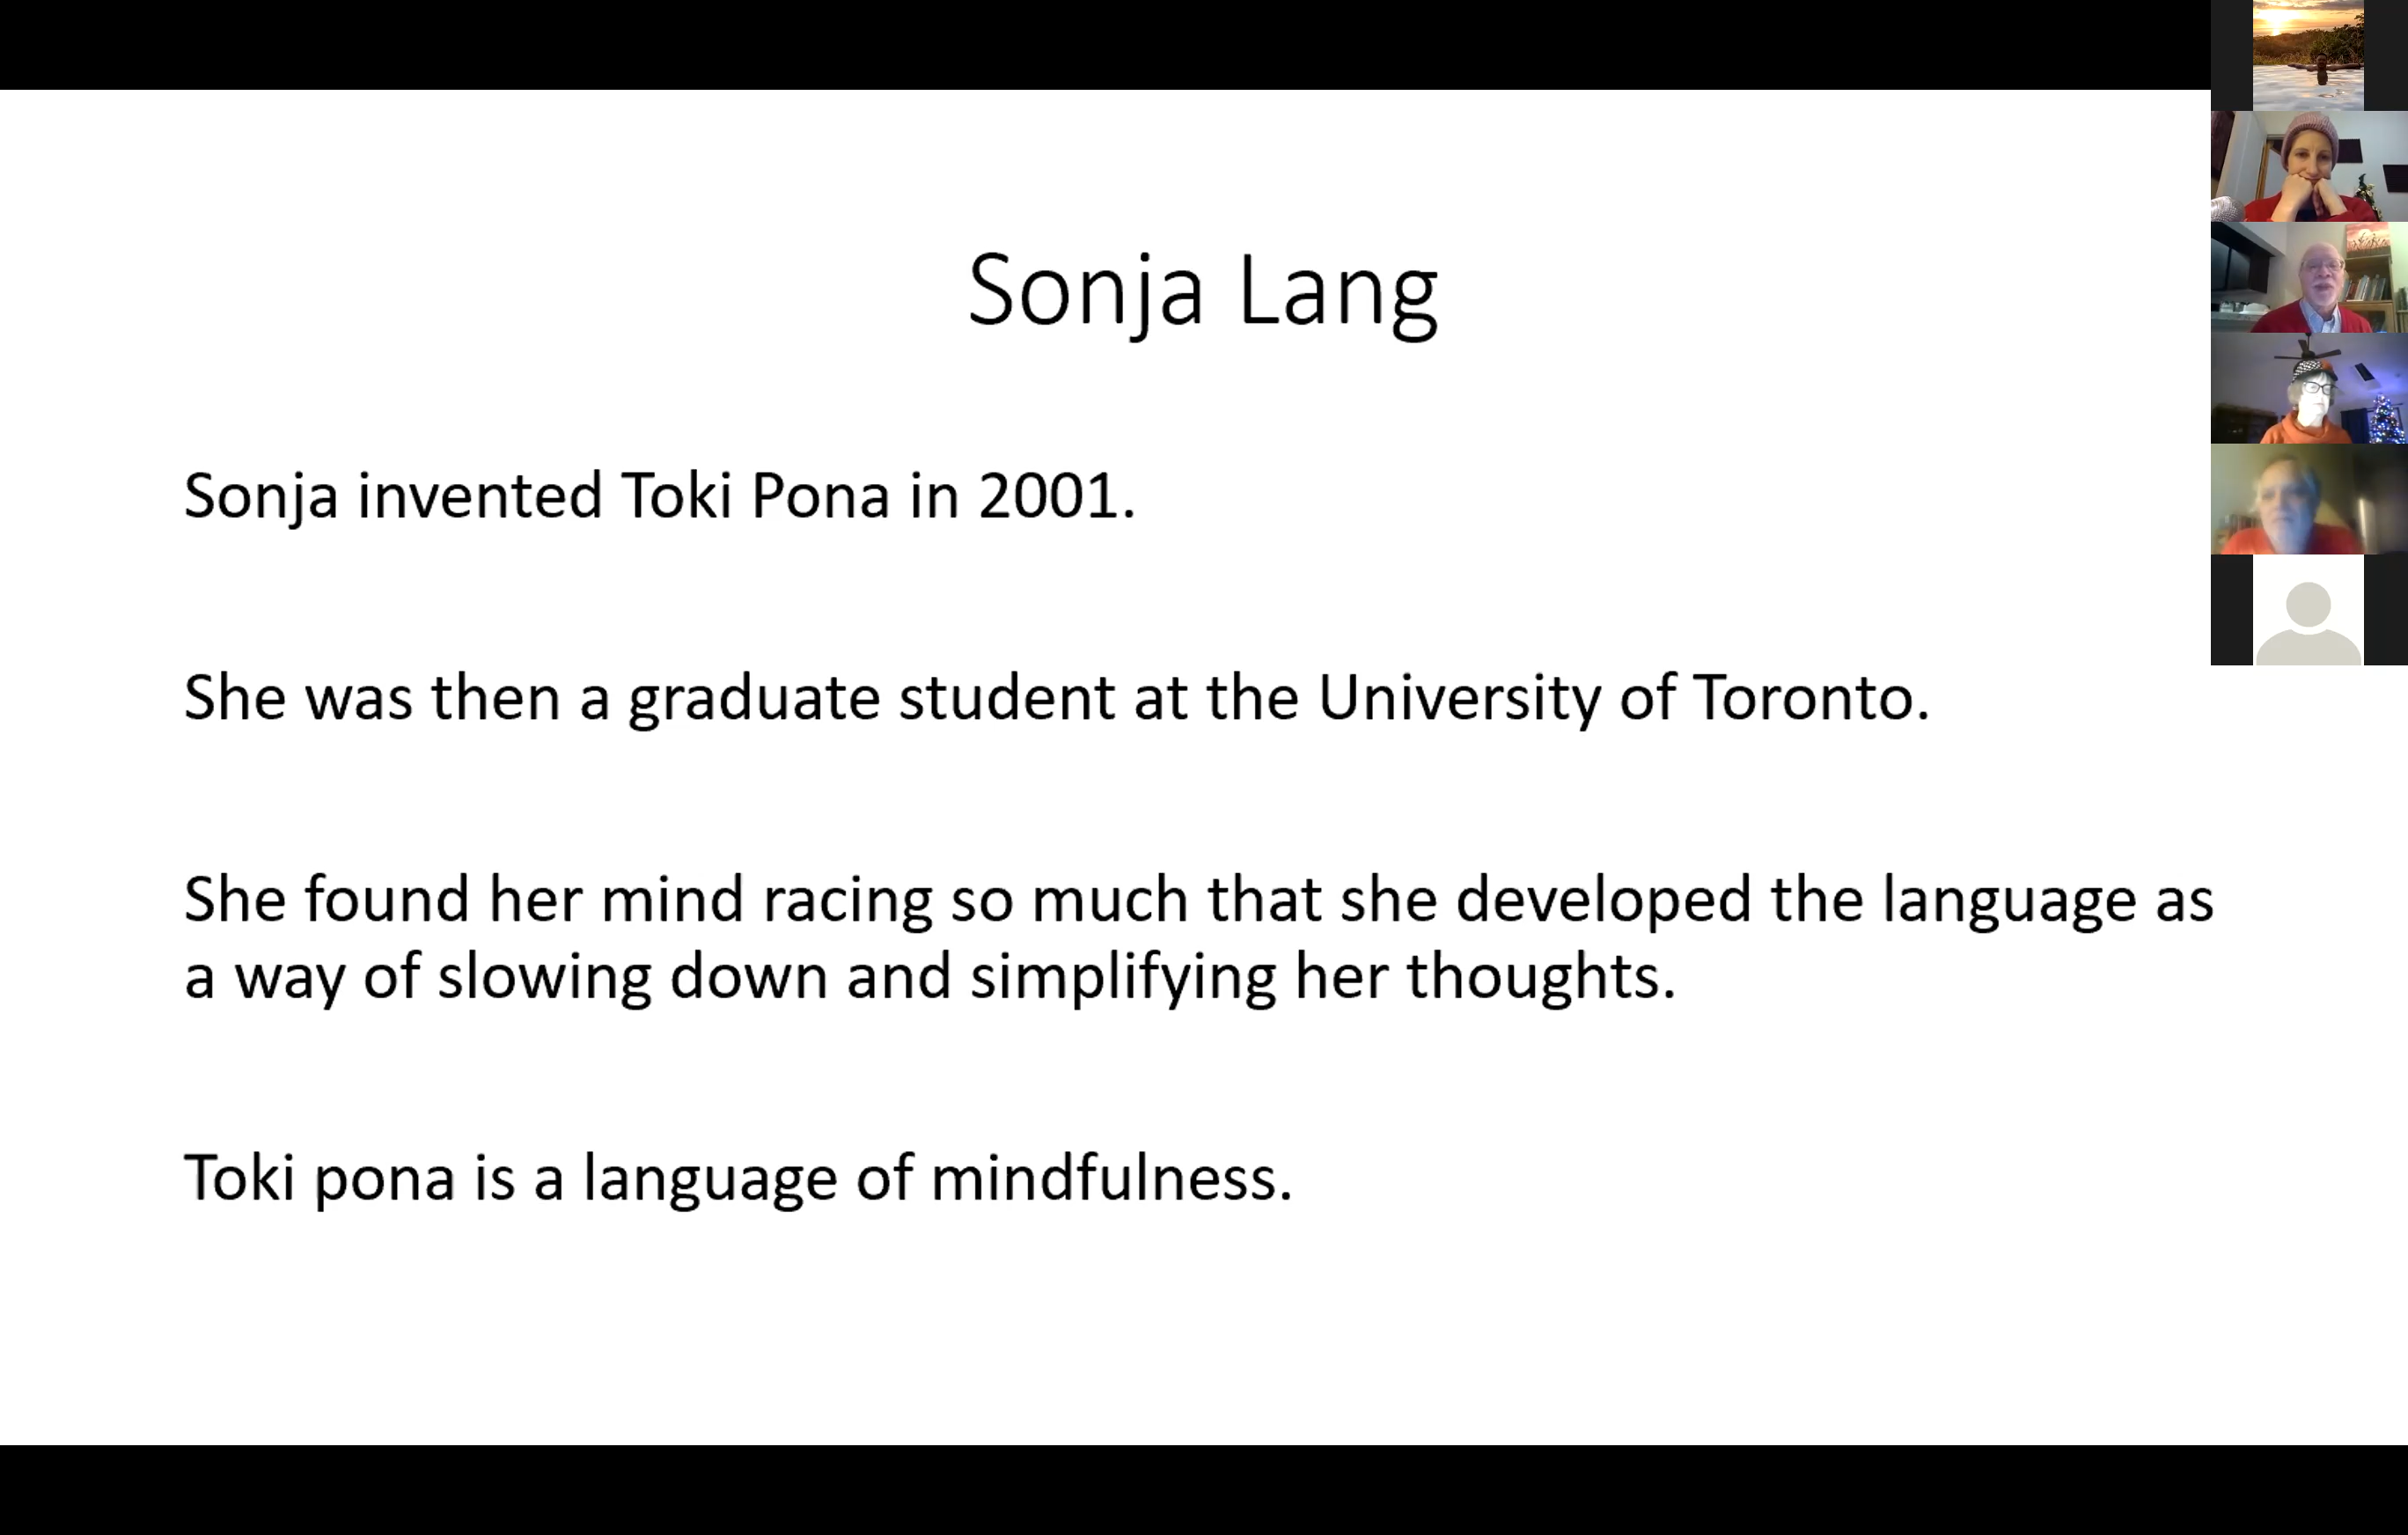 Sonja Lang
Sonja invented Toki Pona in 2001.
She was then a graduate student at the University of Toronto.
She found her mind racing so much that she developed the language as
a way of slowing down and simplifying her thoughts.
Toki pona is a language of mindfulness.